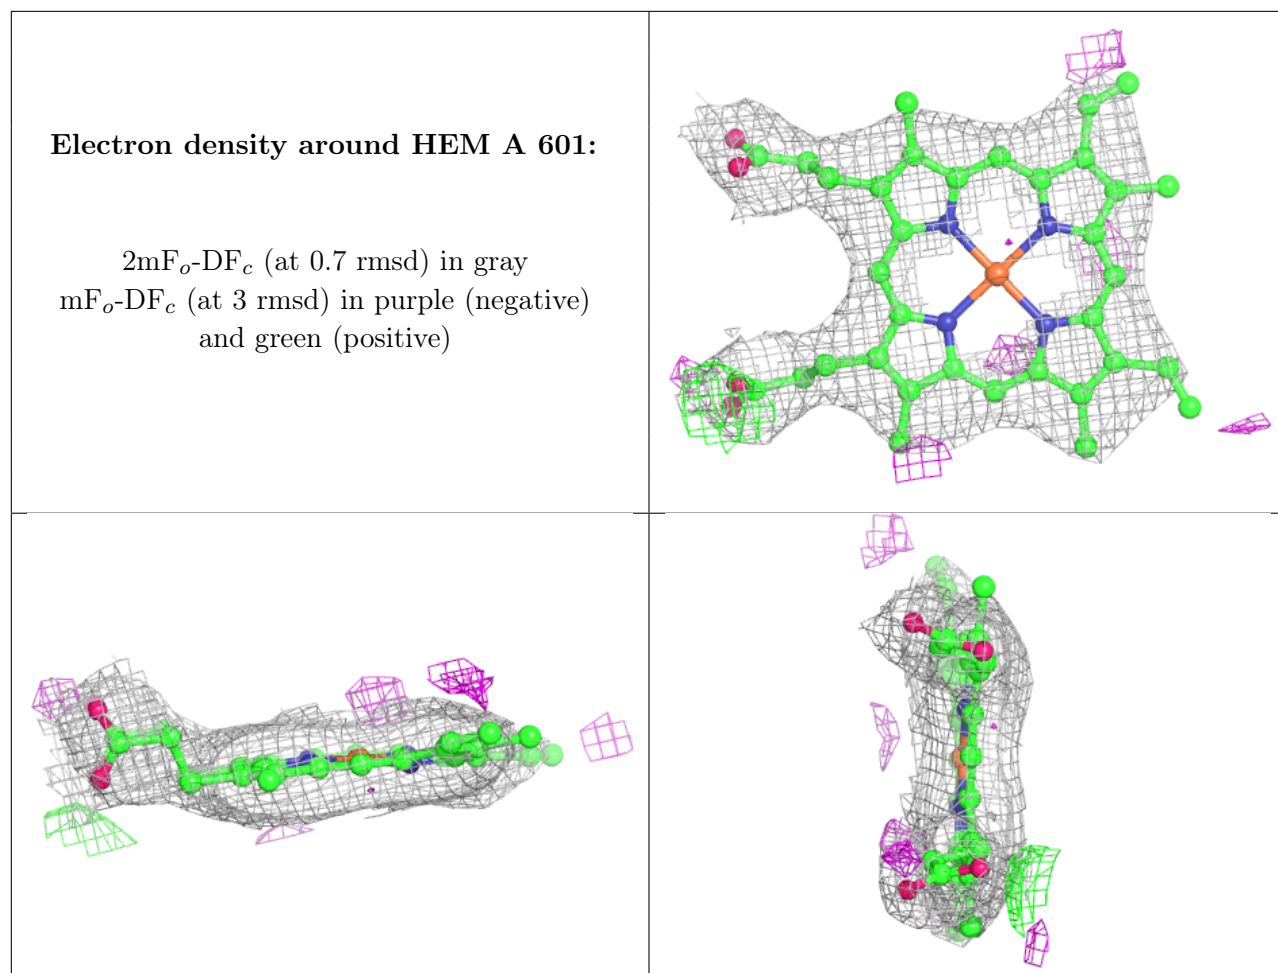 Electron density around HEM A 601:
2mFo-DFc (at 0.7 rmsd) in gray
mFo-DFc (at 3 rmsd) in purple (negative)
and green (positive)